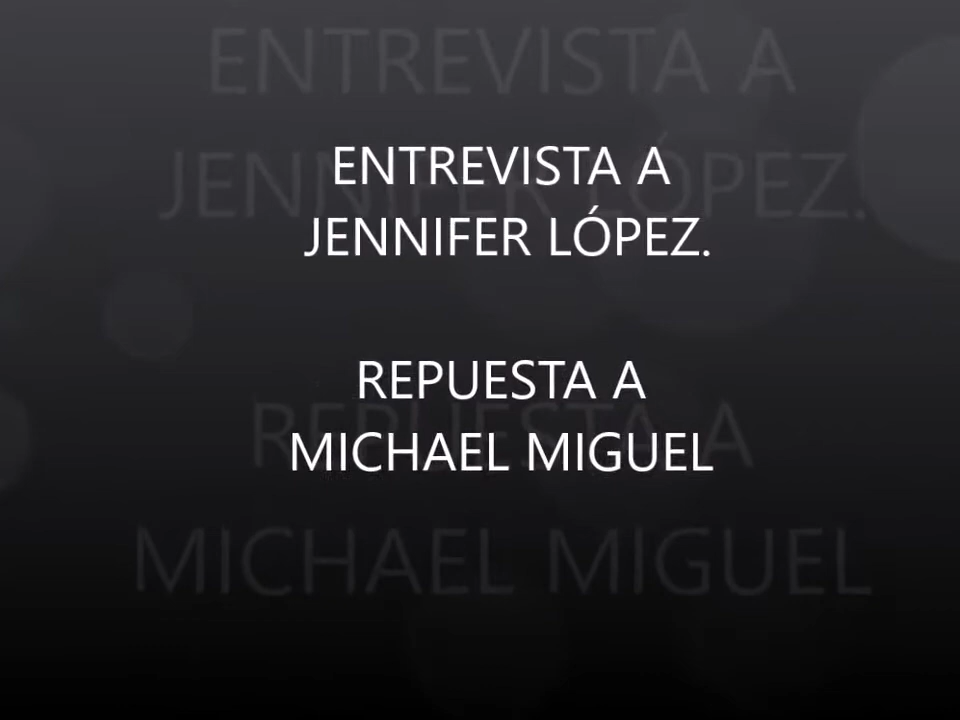 ENTREVISTA A
JENNIFER LÓPEZ.
REPUESTA A
MICHAEL MIGUEL